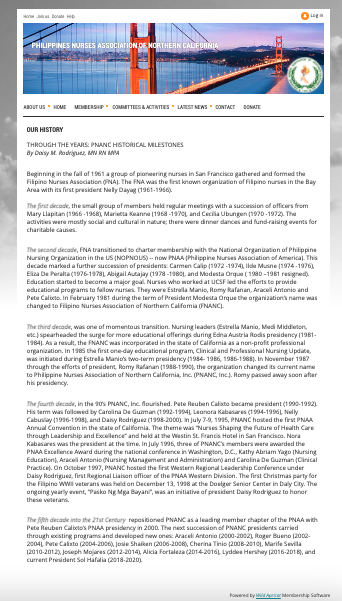 Home Join us Donate Help
Log in
PHILIPPINES NURSES ASSOCIATION OF NORTHERN CALIFORNIA
ABOUT US HOME MEMBERSHIP COMMITTEES & ACTIVITIES LATEST NEWS CONTACT DONATE
OUR HISTORY
THROUGH THE YEARS: PNANC HISTORICAL MILESTONES
By Daisy M. Rodriguez, MN RN MPA
Beginning in the fall of 1961 a group of pioneering nurses in San Francisco gathered and formed the
Filipino Nurses Association (FNA). The FNA was the first known organization of Filipino nurses in the Bay
Area with its first president Nelly Dayag (1961-1966).
The first decade, the small group of members held regular meetings with a succession of officers from
Mary Llapitan (1966 -1968), Marietta Keanne (1968 -1970), and Cecilia Ubungen (1970 -1972). The
activities were mostly social and cultural in nature; there were dinner dances and fund-raising events for
charitable causes.
The second decade, FNA transitioned to charter membership with the National Organization of Philippine
Nursing Organization in the US (NOPNOUS) -- now PNAA (Philippine Nurses Association of America). This
decade marked a further succession of presidents: Carmen Calp (1972 -1974), Ilde Musne (1974 -1976),
Eliza De Peralta (1976-1978), Abigail Autajay (1978 -1980), and Modesta Orque ( 1980 - 1981 resigned).
Education started to become a major goal. Nurses who worked at UCSF led the efforts to provide
educational programs to fellow nurses. They were Estrella Manio, Romy Rafanan, Araceli Antonio and
Pete Calixto. In February 1981 during the term of President Modesta Orque the organization's name was
changed to Filipino Nurses Association of Northern California (FNANC).
The third decade, was one of momentum transition. Nursing leaders (Estrella Manio, Medi Middleton,
etc.) spearheaded the surge for more educational offerings during Edna Austria Rodis presidency (1981-
1984). As a result, the FNANC was incorporated in the state of California as a non-profit professional
organization. In 1985 the first one-day educational program, Clinical and Professional Nursing Update,
was initiated during Estrella Manio's two-term presidency (1984- 1986, 1986-1988). In November 1987
through the efforts of president, Romy Rafanan (1988-1990), the organization changed its current name
to Philippine Nurses Association of Northern California, Inc. (PNANC, Inc.). Romy passed away soon after
his presidency.
The fourth decade, in the 90's PNANC, Inc. flourished. Pete Reuben Calixto became president (1990-1992).
His term was followed by Carolina De Guzman (1992-1994), Leonora Kabasares (1994-1996), Nelly
Cabuslay (1996-1998), and Daisy Rodriguez (1998-2000). In July 7-9, 1995, PNANC hosted the first PNAA
Annual Convention in the state of California. The theme was "Nurses Shaping the Future of Health Care
through Leadership and Excellence" and held at the Westin St. Francis Hotel in San Francisco. Nora
Kabasares was the president at the time. In July 1996, three of PNANC's members were awarded the
PNAA Excellence Award during the national conference in Washington, D.C., Kathy Abriam Yago (Nursing
Education), Araceli Antonio (Nursing Management and Administration) and Carolina De Guzman (Clinical
Practice). On October 1997, PNANC hosted the first Western Regional Leadership Conference under
Daisy Rodriguez, first Regional Liaison officer of the PNAA Western Division. The first Christmas party for
the Filipino WWII veterans was held on December 13, 1998 at the Doelger Senior Center in Daly City. The
ongoing yearly event, "Pasko Ng Mga Bayani", was an initiative of president Daisy Rodriguez to honor
these veterans.
The fifth decade into the 21st Century repositioned PNANC as a leading member chapter of the PNAA with
Pete Reuben Calixto's PNAA presidency in 2000. The next succession of PNANC presidents carried
through existing programs and developed new ones: Araceli Antonio (2000-2002), Roger Bueno (2002-
2004), Pete Calixto (2004-2006), Josie Shaiken (2006-2008), Cherina Tinio (2008-2010), Marife Sevilla
(2010-2012), Joseph Mojares (2012-2014), Alicia Fortaleza (2014-2016), Lyddee Hershey (2016-2018), and
current President Sol Hafalia (2018-2020).
Powered by Wild Apricot Membership Software